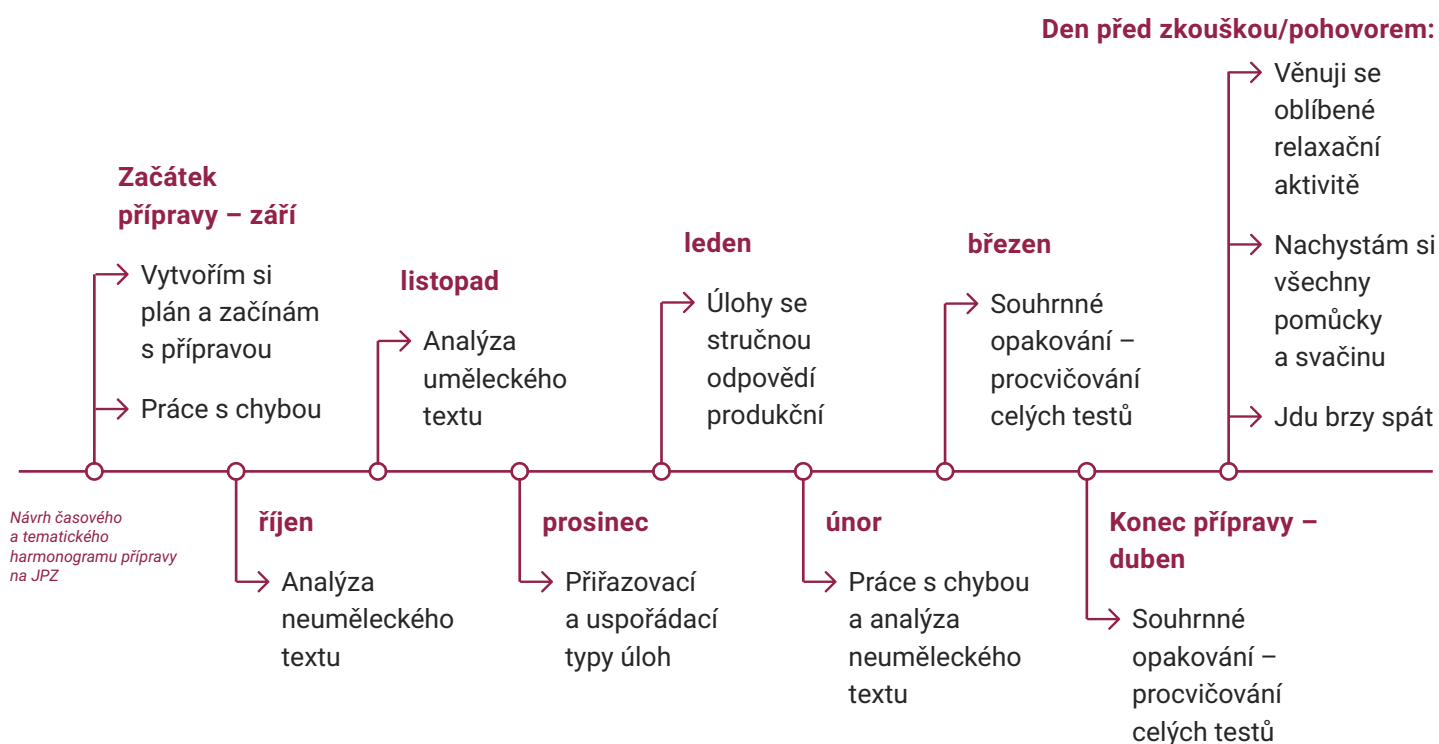 Začátek
přípravy – září
Vytvořím si
plán a začínám
s přípravou
Práce s chybou
říjen
Analýza
neuměleckého
textu
listopad
Analýza
uměleckého
textu
prosinec
Přiřazovací
a uspořádací
typy úloh
leden
Úlohy se
stručnou
odpovědí
produkční
únor
Práce s chybou
a analýza
neuměleckého
textu
březen
Souhrnné
opakování –
procvičování
celých testů
Konec přípravy –
duben
Souhrnné
opakování –
procvičování
celých testů
Den před zkouškou/pohovorem:
Věnuji se
oblíbené
relaxační
aktivitě
Nachystám si
všechny
pomůcky
a svačinu
Jdu brzy spát
Návrh časového
a tematického
harmonogramu přípravy
na JPZ